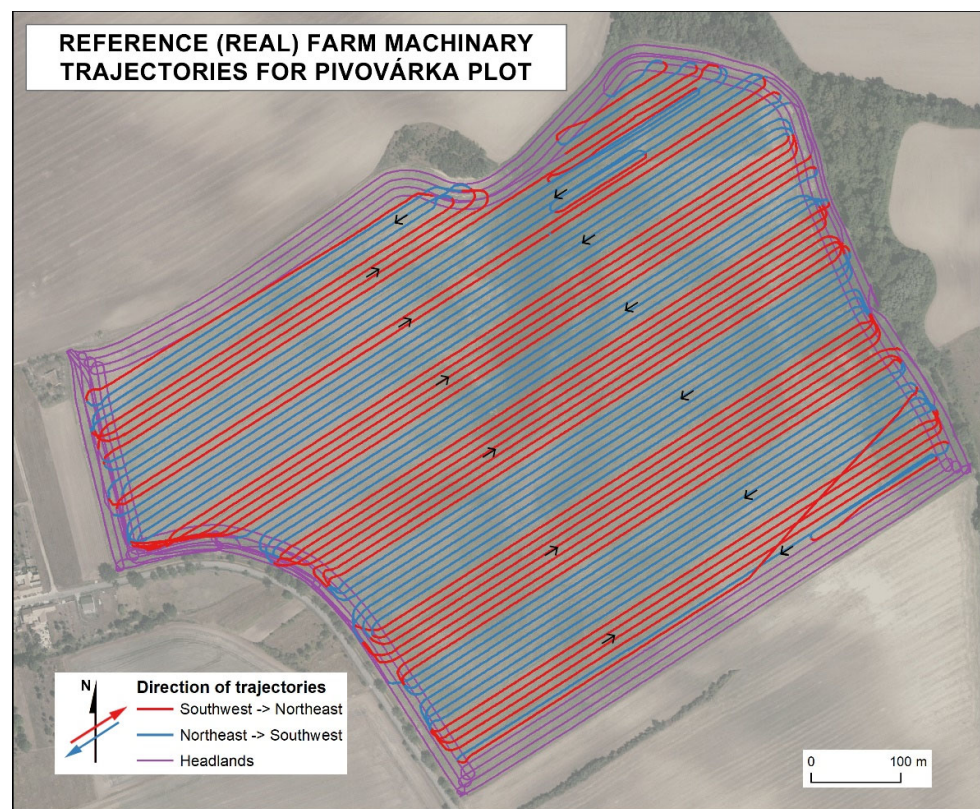 REFERENCE (REAL) FARM MACHINARY
TRAJECTORIES FOR PIVOVÁRKA PLOT
N
Direction of trajectories
Southwest -> Northeast
Northeast -> Southwest
Headlands
0 100 m